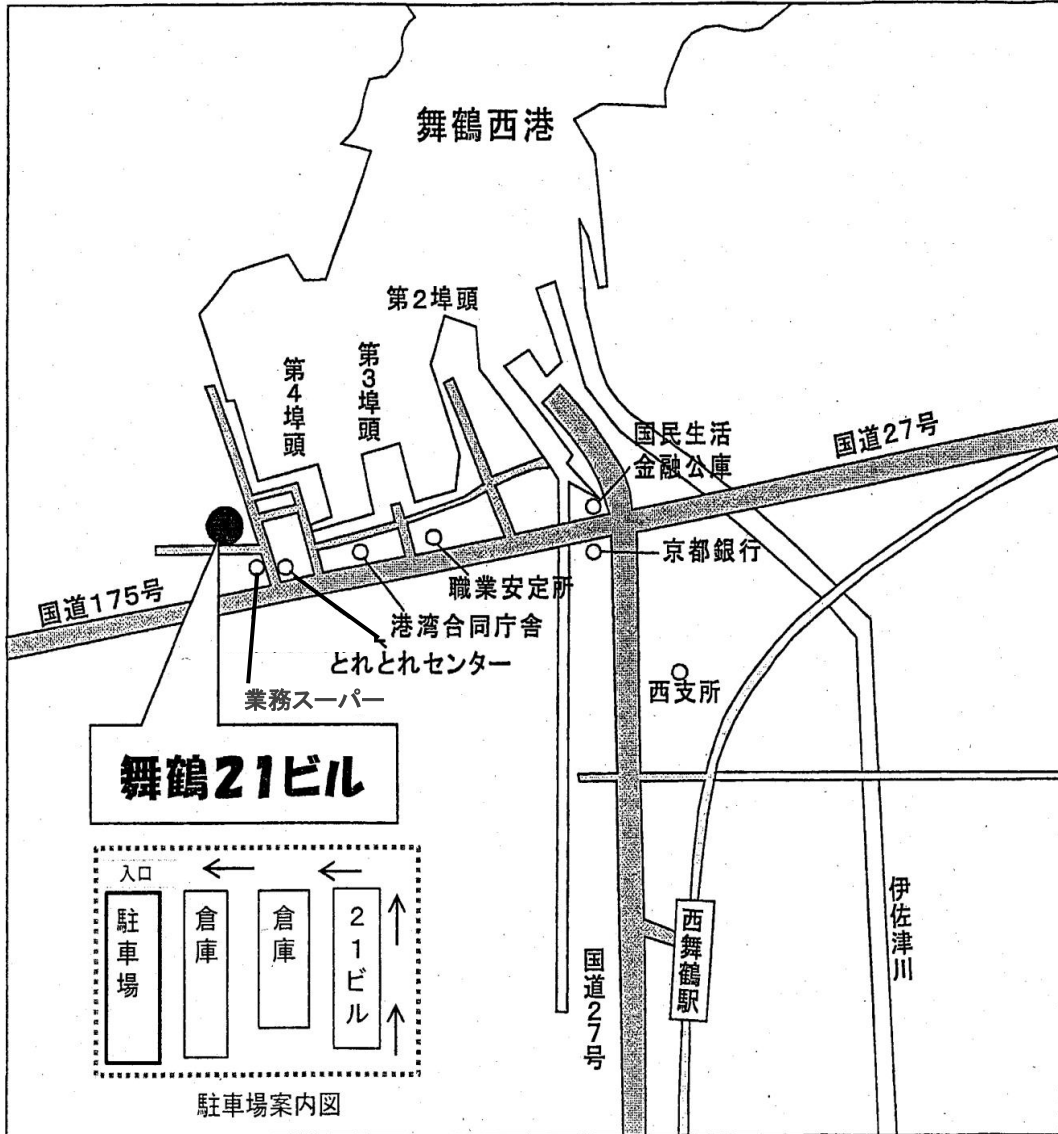 舞鶴西港
第2埠頭
第3埠頭
第4埠頭
国民生活
金融公庫
国道27号
京都銀行
職業安定所
国道175号
港湾合同庁舎
とれとれセンター
業務スーパー
西支所
舞鶴21ビル
入口
駐車場
倉庫
倉庫
21ビル
駐車場案内図
国道27号
西舞鶴駅
伊佐津川